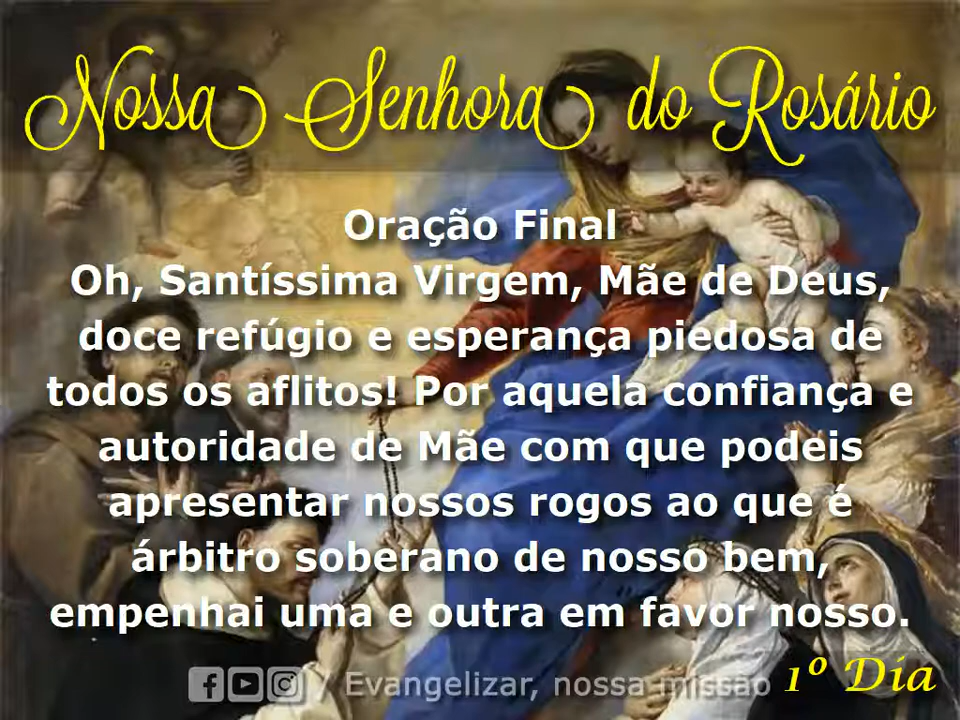 Nossa Senhora do Rosário
Oração Final
Oh, Santíssima Virgem, Mãe de Deus,
doce refúgio e esperança piedosa de
todos os aflitos! Por aquela confiança e
autoridade de Mãe com que podeis
apresentar nossos rogos ao que é
árbitro soberano de nosso bem,
empenhai uma e outra em favor nosso.
/ Evangelizar, nossa missão
1º Dia